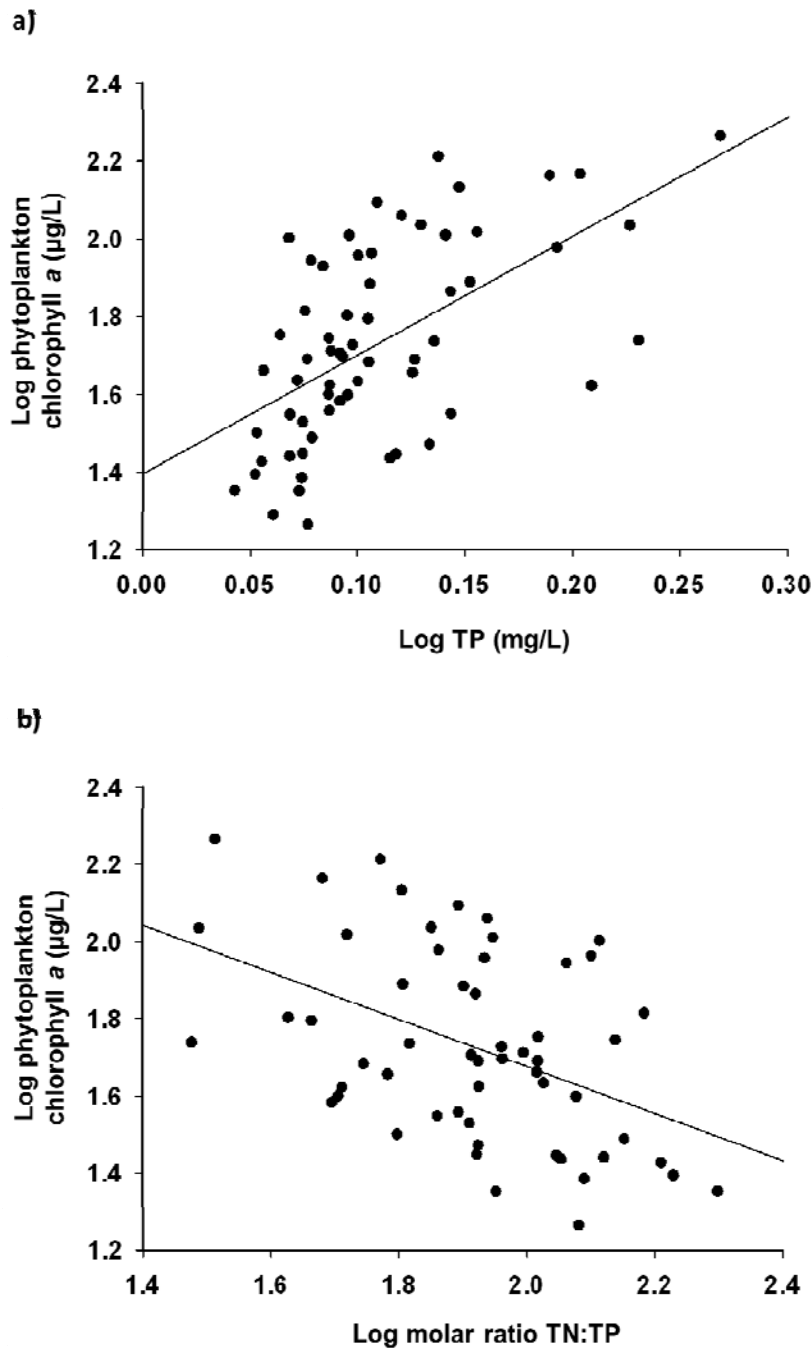 a)
2.4
2.2
2.0
1.8
1.6
1.4
1.2
Log phytoplankton
chlorophyll a (µg/L)
0.00 0.05 0.10 0.15 0.20 0.25 0.30
Log TP (mg/L)
b)
2.4
2.2
2.0
1.8
1.6
1.4
1.2
Log phytoplankton
chlorophyll a (µg/L)
1.4 1.6 1.8 2.0 2.2 2.4
Log molar ratio TN:TP